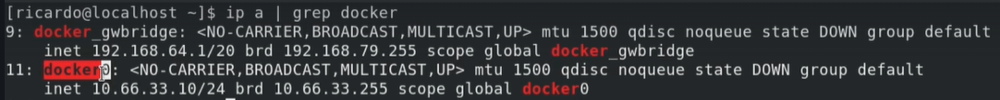 [ricardo@localhost ~]$ ip a | grep docker
9: docker_gwbridge: <NO-CARRIER,BROADCAST,MULTICAST,UP> mtu 1500 qdisc noqueue state DOWN group default
inet 192.168.64.1/20 brd 192.168.79.255 scope global docker_gwbridge
11: docker0: <NO-CARRIER,BROADCAST,MULTICAST,UP> mtu 1500 qdisc noqueue state DOWN group default
inet 10.66.33.10/24 brd 10.66.33.255 scope global docker0